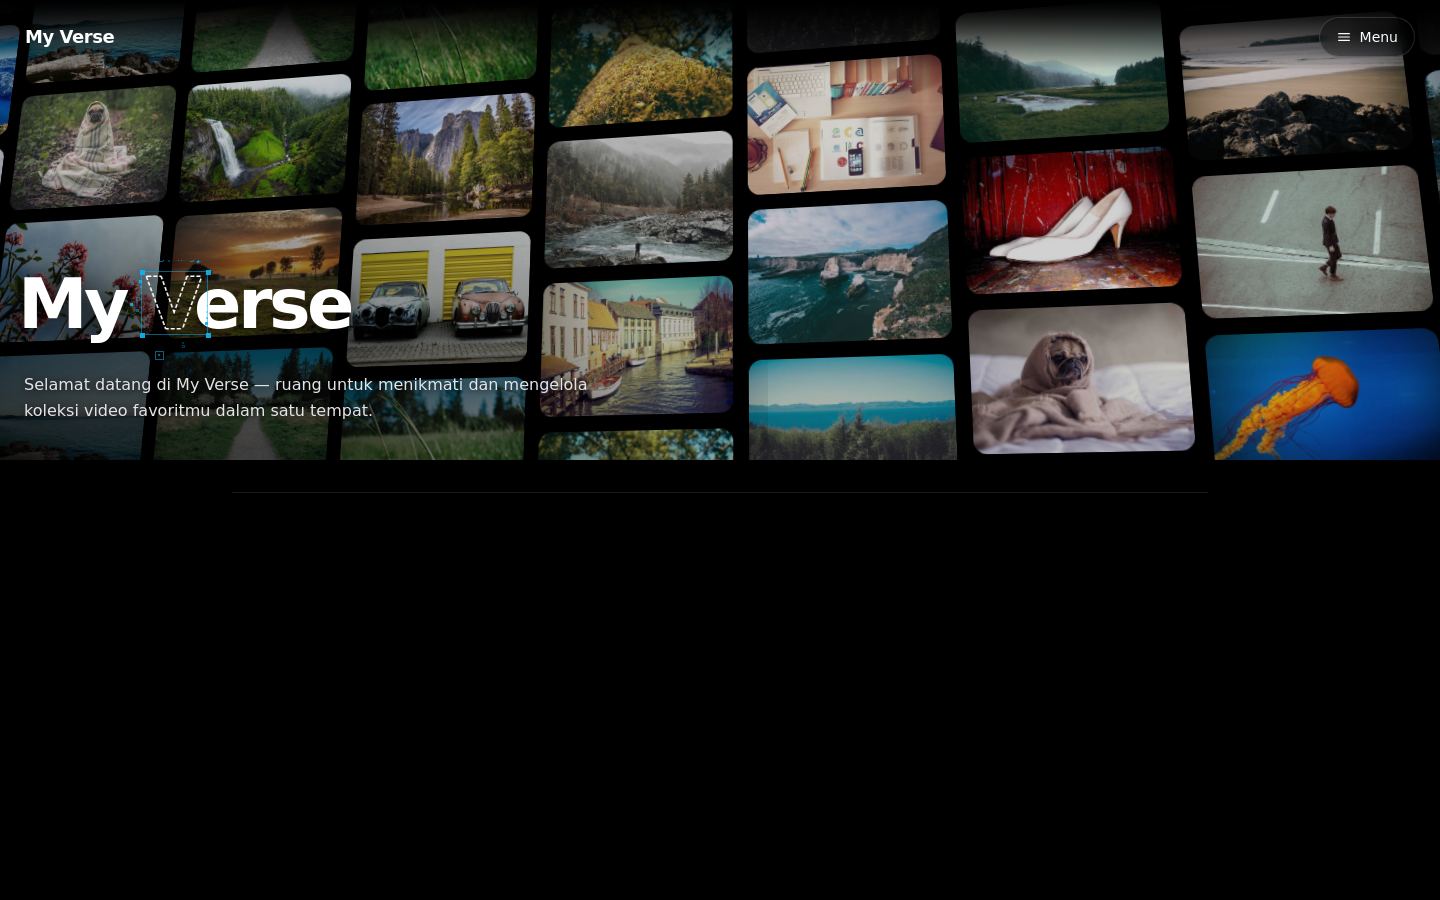 My Verse
Menu
My Verse
Selamat datang di My Verse — ruang untuk menikmati dan mengelola
koleksi video favoritmu dalam satu tempat.